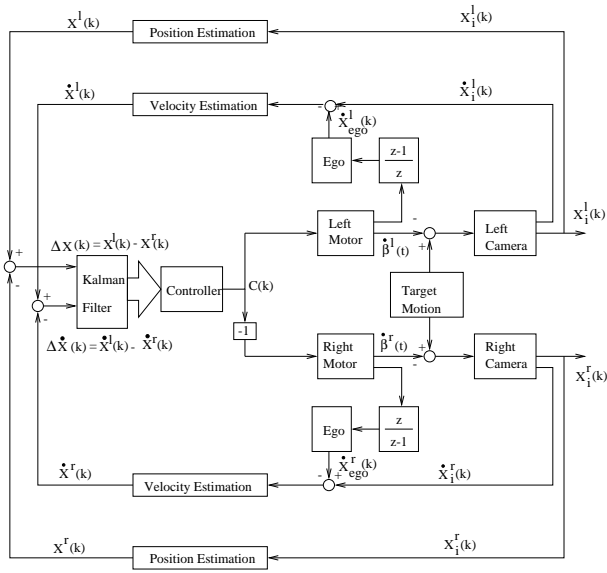 X^l(k)
Position Estimation
X_i^l(k)
Ẋ^l(k)
Velocity Estimation
Ẋ_i^l(k)
-
+
Ẋ_ego^l(k)
Ego
z-1
z
Left
Motor
β̇^l(t)
-
+
Left
Camera
X_i^l(k)
+
-
ΔX(k) = X^l(k) - X^r(k)
Kalman
Filter
Controller
C(k)
Target
Motion
+
-
ΔẊ(k) = Ẋ^l(k) - Ẋ^r(k)
-1
Right
Motor
β̇^r(t)
+
-
Right
Camera
X_i^r(k)
Ego
z
z-1
Ẋ_ego^r(k)
-
+
Ẋ^r(k)
Velocity Estimation
Ẋ_i^r(k)
X^r(k)
Position Estimation
X_i^r(k)